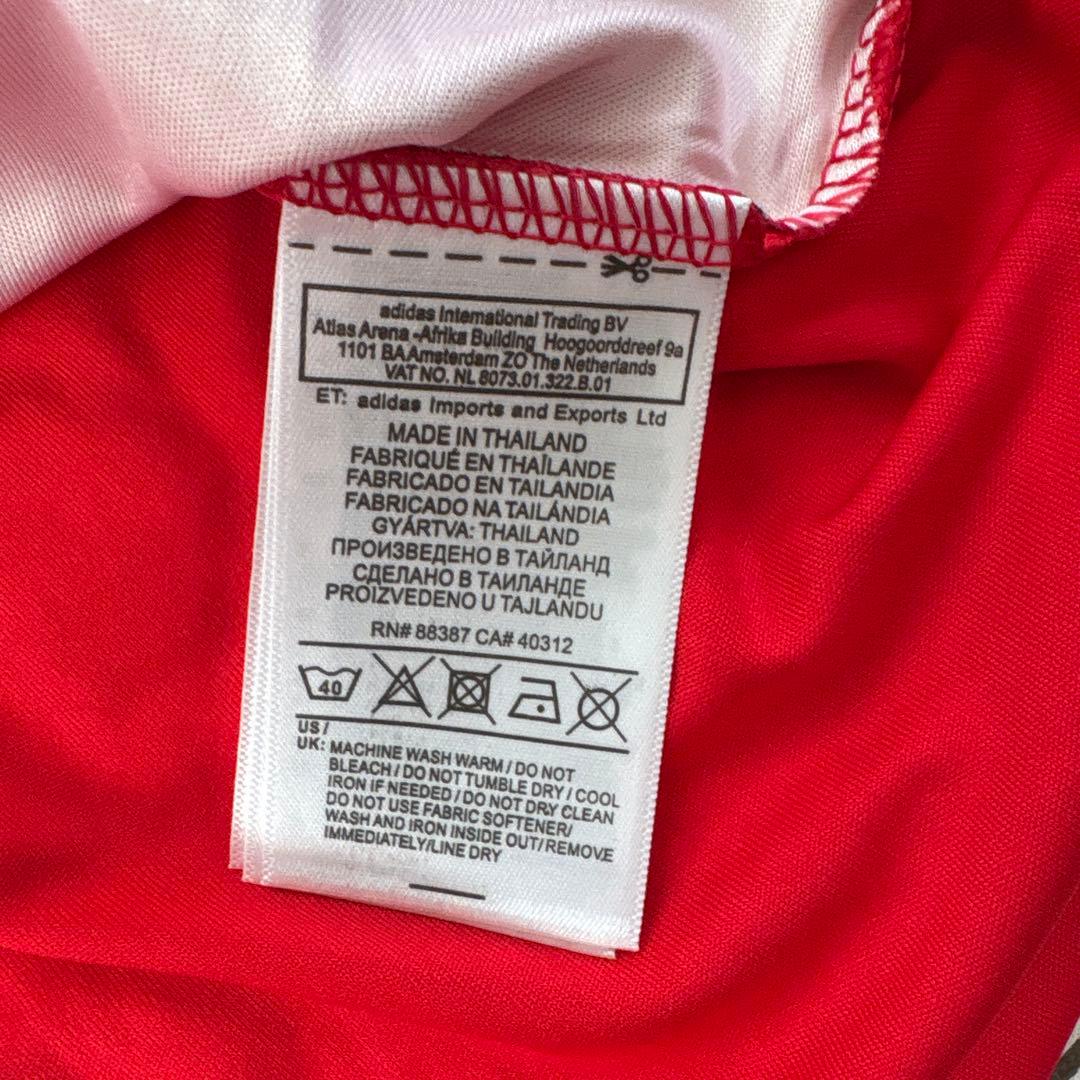 adidas International Trading BV
Atlas Arena -Afrika Building Hoogoorddreef 9a
1101 BA Amsterdam ZO The Netherlands
VAT NO. NL 8073.01.322.B.01
ET: adidas Imports and Exports Ltd
MADE IN THAILAND
FABRIQUÉ EN THAÏLANDE
FABRICADO EN TAILANDIA
FABRICADO NA TAILÁNDIA
GYÁRTVA: THAILAND
ПРОИЗВЕДЕНО В ТАЙЛАНД
СДЕЛАНО В ТАИЛАНДЕ
PROIZVEDENO U TAJLANDU
RN# 88387 CA# 40312
40
US /
UK: MACHINE WASH WARM / DO NOT
BLEACH / DO NOT TUMBLE DRY / COOL
IRON IF NEEDED / DO NOT DRY CLEAN
DO NOT USE FABRIC SOFTENER/
WASH AND IRON INSIDE OUT/ REMOVE
IMMEDIATELY/LINE DRY